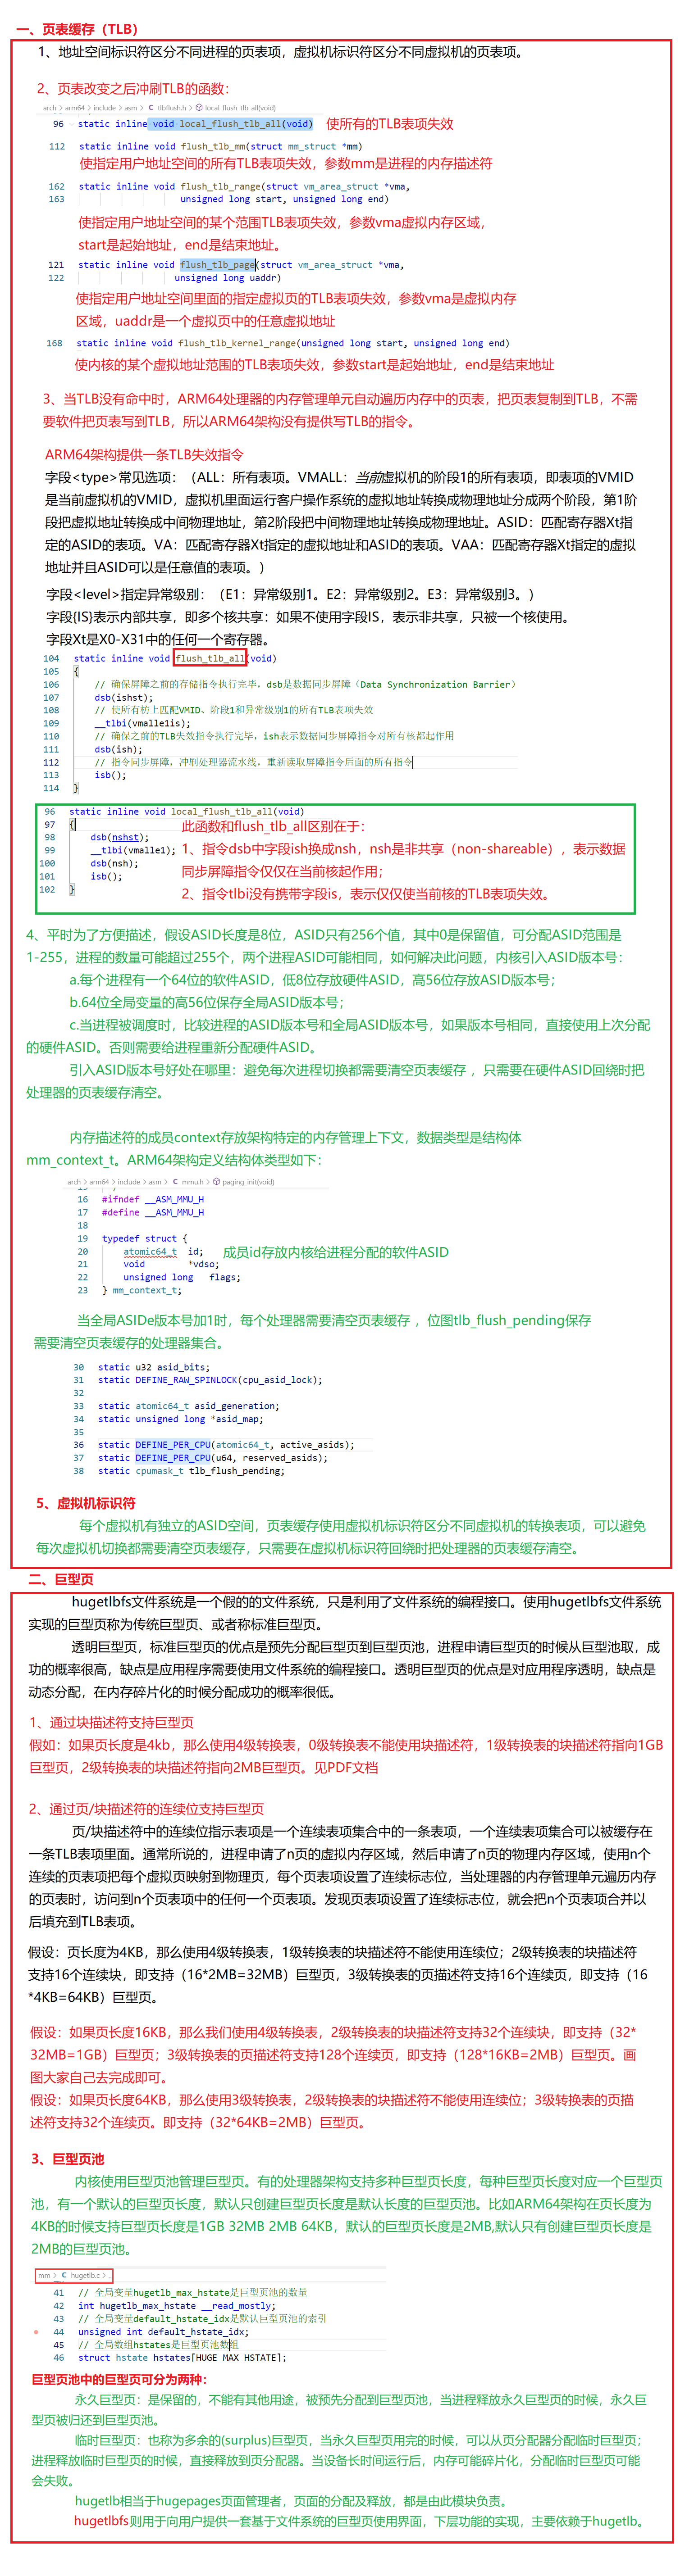 一、页表缓存（TLB）
1、地址空间标识符区分不同进程的页表项，虚拟机标识符区分不同虚拟机的页表项。
2、页表改变之后冲刷TLB的函数：
arch > arm64 > include > asm > C tlbflush.h > local_flush_tlb_all(void)
96 static inline void local_flush_tlb_all(void) 使所有的TLB表项失效
112 static inline void flush_tlb_mm(struct mm_struct *mm)
使指定用户地址空间的所有TLB表项失效，参数mm是进程的内存描述符
162 static inline void flush_tlb_range(struct vm_area_struct *vma,
163 unsigned long start, unsigned long end)
使指定用户地址空间的某个范围TLB表项失效，参数vma虚拟内存区域，
start是起始地址，end是结束地址。
121 static inline void flush_tlb_page(struct vm_area_struct *vma,
122 unsigned long uaddr)
使指定用户地址空间里面的指定虚拟页的TLB表项失效，参数vma是虚拟内存
区域，uaddr是一个虚拟页中的任意虚拟地址
168 static inline void flush_tlb_kernel_range(unsigned long start, unsigned long end)
使内核的某个虚拟地址范围的TLB表项失效，参数start是起始地址，end是结束地址
3、当TLB没有命中时，ARM64处理器的内存管理单元自动遍历内存中的页表，把页表复制到TLB，不需
要软件把页表写到TLB，所以ARM64架构没有提供写TLB的指令。
ARM64架构提供一条TLB失效指令
字段<type>常见选项：（ALL：所有表项。VMALL：当前虚拟机的阶段1的所有表项，即表项的VMID
是当前虚拟机的VMID，虚拟机里面运行客户操作系统的虚拟地址转换成物理地址分成两个阶段，第1阶
段把虚拟地址转换成中间物理地址，第2阶段把中间物理地址转换成物理地址。ASID：匹配寄存器Xt指
定的ASID的表项。VA：匹配寄存器Xt指定的虚拟地址和ASID的表项。VAA：匹配寄存器Xt指定的虚拟
地址并且ASID可以是任意值的表项。）
字段<level>指定异常级别：（E1：异常级别1。E2：异常级别2。E3：异常级别3。）
字段{IS}表示内部共享，即多个核共享：如果不使用字段IS，表示非共享，只被一个核使用。
字段Xt是X0-X31中的任何一个寄存器。
104 static inline void flush_tlb_all(void)
105 {
106 // 确保屏障之前的存储指令执行完毕，dsb是数据同步屏障（Data Synchronization Barrier）
107 dsb(ishst);
108 // 使所有枋上匹配VMID、阶段1和异常级别1的所有TLB表项失效
109 __tlbi(vmalle1is);
110 // 确保之前的TLB失效指令执行完毕，ish表示数据同步屏障指令对所有核都起作用
111 dsb(ish);
112 // 指令同步屏障，冲刷处理器流水线，重新读取屏障指令后面的所有指令
113 isb();
114 }
96 static inline void local_flush_tlb_all(void)
97 { 此函数和flush_tlb_all区别在于：
98 dsb(nshst);
99 __tlbi(vmalle1); 1、指令dsb中字段ish换成nsh，nsh是非共享（non-shareable），表示数据
100 dsb(nsh); 同步屏障指令仅仅在当前核起作用；
101 isb();
102 } 2、指令tlbi没有携带字段is，表示仅仅使当前核的TLB表项失效。
4、平时为了方便描述，假设ASID长度是8位，ASID只有256个值，其中0是保留值，可分配ASID范围是
1-255，进程的数量可能超过255个，两个进程ASID可能相同，如何解决此问题，内核引入ASID版本号：
a.每个进程有一个64位的软件ASID，低8位存放硬件ASID，高56位存放ASID版本号；
b.64位全局变量的高56位保存全局ASID版本号；
c.当进程被调度时，比较进程的ASID版本号和全局ASID版本号，如果版本号相同，直接使用上次分配
的硬件ASID。否则需要给进程重新分配硬件ASID。
引入ASID版本号好处在哪里：避免每次进程切换都需要清空页表缓存，只需要在硬件ASID回绕时把
处理器的页表缓存清空。
内存描述符的成员context存放架构特定的内存管理上下文，数据类型是结构体
mm_context_t。ARM64架构定义结构体类型如下：
arch > arm64 > include > asm > C mmu.h > paging_init(void)
16 #ifndef __ASM_MMU_H
17 #define __ASM_MMU_H
18
19 typedef struct {
20 atomic64_t id; 成员id存放内核给进程分配的软件ASID
21 void *vdso;
22 unsigned long flags;
23 } mm_context_t;
当全局ASIDe版本号加1时，每个处理器需要清空页表缓存，位图tlb_flush_pending保存
需要清空页表缓存的处理器集合。
30 static u32 asid_bits;
31 static DEFINE_RAW_SPINLOCK(cpu_asid_lock);
32
33 static atomic64_t asid_generation;
34 static unsigned long *asid_map;
35
36 static DEFINE_PER_CPU(atomic64_t, active_asids);
37 static DEFINE_PER_CPU(u64, reserved_asids);
38 static cpumask_t tlb_flush_pending;
5、虚拟机标识符
每个虚拟机有独立的ASID空间，页表缓存使用虚拟机标识符区分不同虚拟机的转换表项，可以避免
每次虚拟机切换都需要清空页表缓存，只需要在虚拟机标识符回绕时把处理器的页表缓存清空。
二、巨型页
hugetlbfs文件系统是一个假的的文件系统，只是利用了文件系统的编程接口。使用hugetlbfs文件系统
实现的巨型页称为传统巨型页、或者称标准巨型页。
透明巨型页，标准巨型页的优点是预先分配巨型页到巨型页池，进程申请巨型页的时候从巨型池取，成
功的概率很高，缺点是应用程序需要使用文件系统的编程接口。透明巨型页的优点是对应用程序透明，缺点是
动态分配，在内存碎片化的时候分配成功的概率很低。
1、通过块描述符支持巨型页
假如：如果页长度是4kb，那么使用4级转换表，0级转换表不能使用块描述符，1级转换表的块描述符指向1GB
巨型页，2级转换表的块描述符指向2MB巨型页。见PDF文档
2、通过页/块描述符的连续位支持巨型页
页/块描述符中的连续位指示表项是一个连续表项集合中的一条表项，一个连续表项集合可以被缓存在
一条TLB表项里面。通常所说的，进程申请了n页的虚拟内存区域，然后申请了n页的物理内存区域，使用n个
连续的页表项把每个虚拟页映射到物理页，每个页表项设置了连续标志位，当处理器的内存管理单元遍历内存
的页表时，访问到n个页表项中的任何一个页表项。发现页表项设置了连续标志位，就会把n个页表项合并以
后填充到TLB表项。
假设：页长度为4KB，那么使用4级转换表，1级转换表的块描述符不能使用连续位；2级转换表的块描述符
支持16个连续块，即支持（16*2MB=32MB）巨型页，3级转换表的页描述符支持16个连续页，即支持（16
*4KB=64KB）巨型页。
假设：如果页长度16KB，那么我们使用4级转换表，2级转换表的块描述符支持32个连续块，即支持（32*
32MB=1GB）巨型页；3级转换表的页描述符支持128个连续页，即支持（128*16KB=2MB）巨型页。画
图大家自己去完成即可。
假设：如果页长度64KB，那么使用3级转换表，2级转换表的块描述符不能使用连续位；3级转换表的页描
述符支持32个连续页。即支持（32*64KB=2MB）巨型页。
3、巨型页池
内核使用巨型页池管理巨型页。有的处理器架构支持多种巨型页长度，每种巨型页长度对应一个巨型页
池，有一个默认的巨型页长度，默认只创建巨型页长度是默认长度的巨型页池。比如ARM64架构在页长度为
4KB的时候支持巨型页长度是1GB 32MB 2MB 64KB，默认的巨型页长度是2MB,默认只有创建巨型页长度是
2MB的巨型页池。
mm > C hugetlb.c > ...
41 // 全局变量hugetlb_max_hstate是巨型页池的数量
42 int hugetlb_max_hstate __read_mostly;
43 // 全局变量default_hstate_idx是默认巨型页池的索引
44 unsigned int default_hstate_idx;
45 // 全局数组hstates是巨型页池数组
46 struct hstate hstates[HUGE_MAX_HSTATE];
巨型页池中的巨型页可分为两种：
永久巨型页：是保留的，不能有其他用途，被预先分配到巨型页池，当进程释放永久巨型页的时候，永久巨
型页被归还到巨型页池。
临时巨型页：也称为多余的(surplus)巨型页，当永久巨型页用完的时候，可以从页分配器分配临时巨型页；
进程释放临时巨型页的时候，直接释放到页分配器。当设备长时间运行后，内存可能碎片化，分配临时巨型页可能
会失败。
hugetlb相当于hugepages页面管理者，页面的分配及释放，都是由此模块负责。
hugetlbfs则用于向用户提供一套基于文件系统的巨型页使用界面，下层功能的实现，主要依赖于hugetlb。